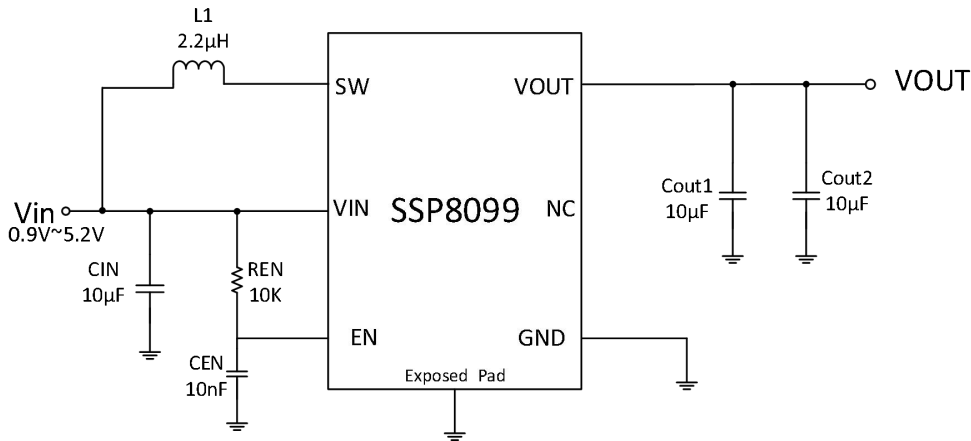 L1
2.2µH
SW
VOUT
VOUT
Vin
0.9V~5.2V
VIN
SSP8099
NC
Cout1
10µF
Cout2
10µF
CIN
10µF
REN
10K
EN
GND
CEN
10nF
Exposed Pad